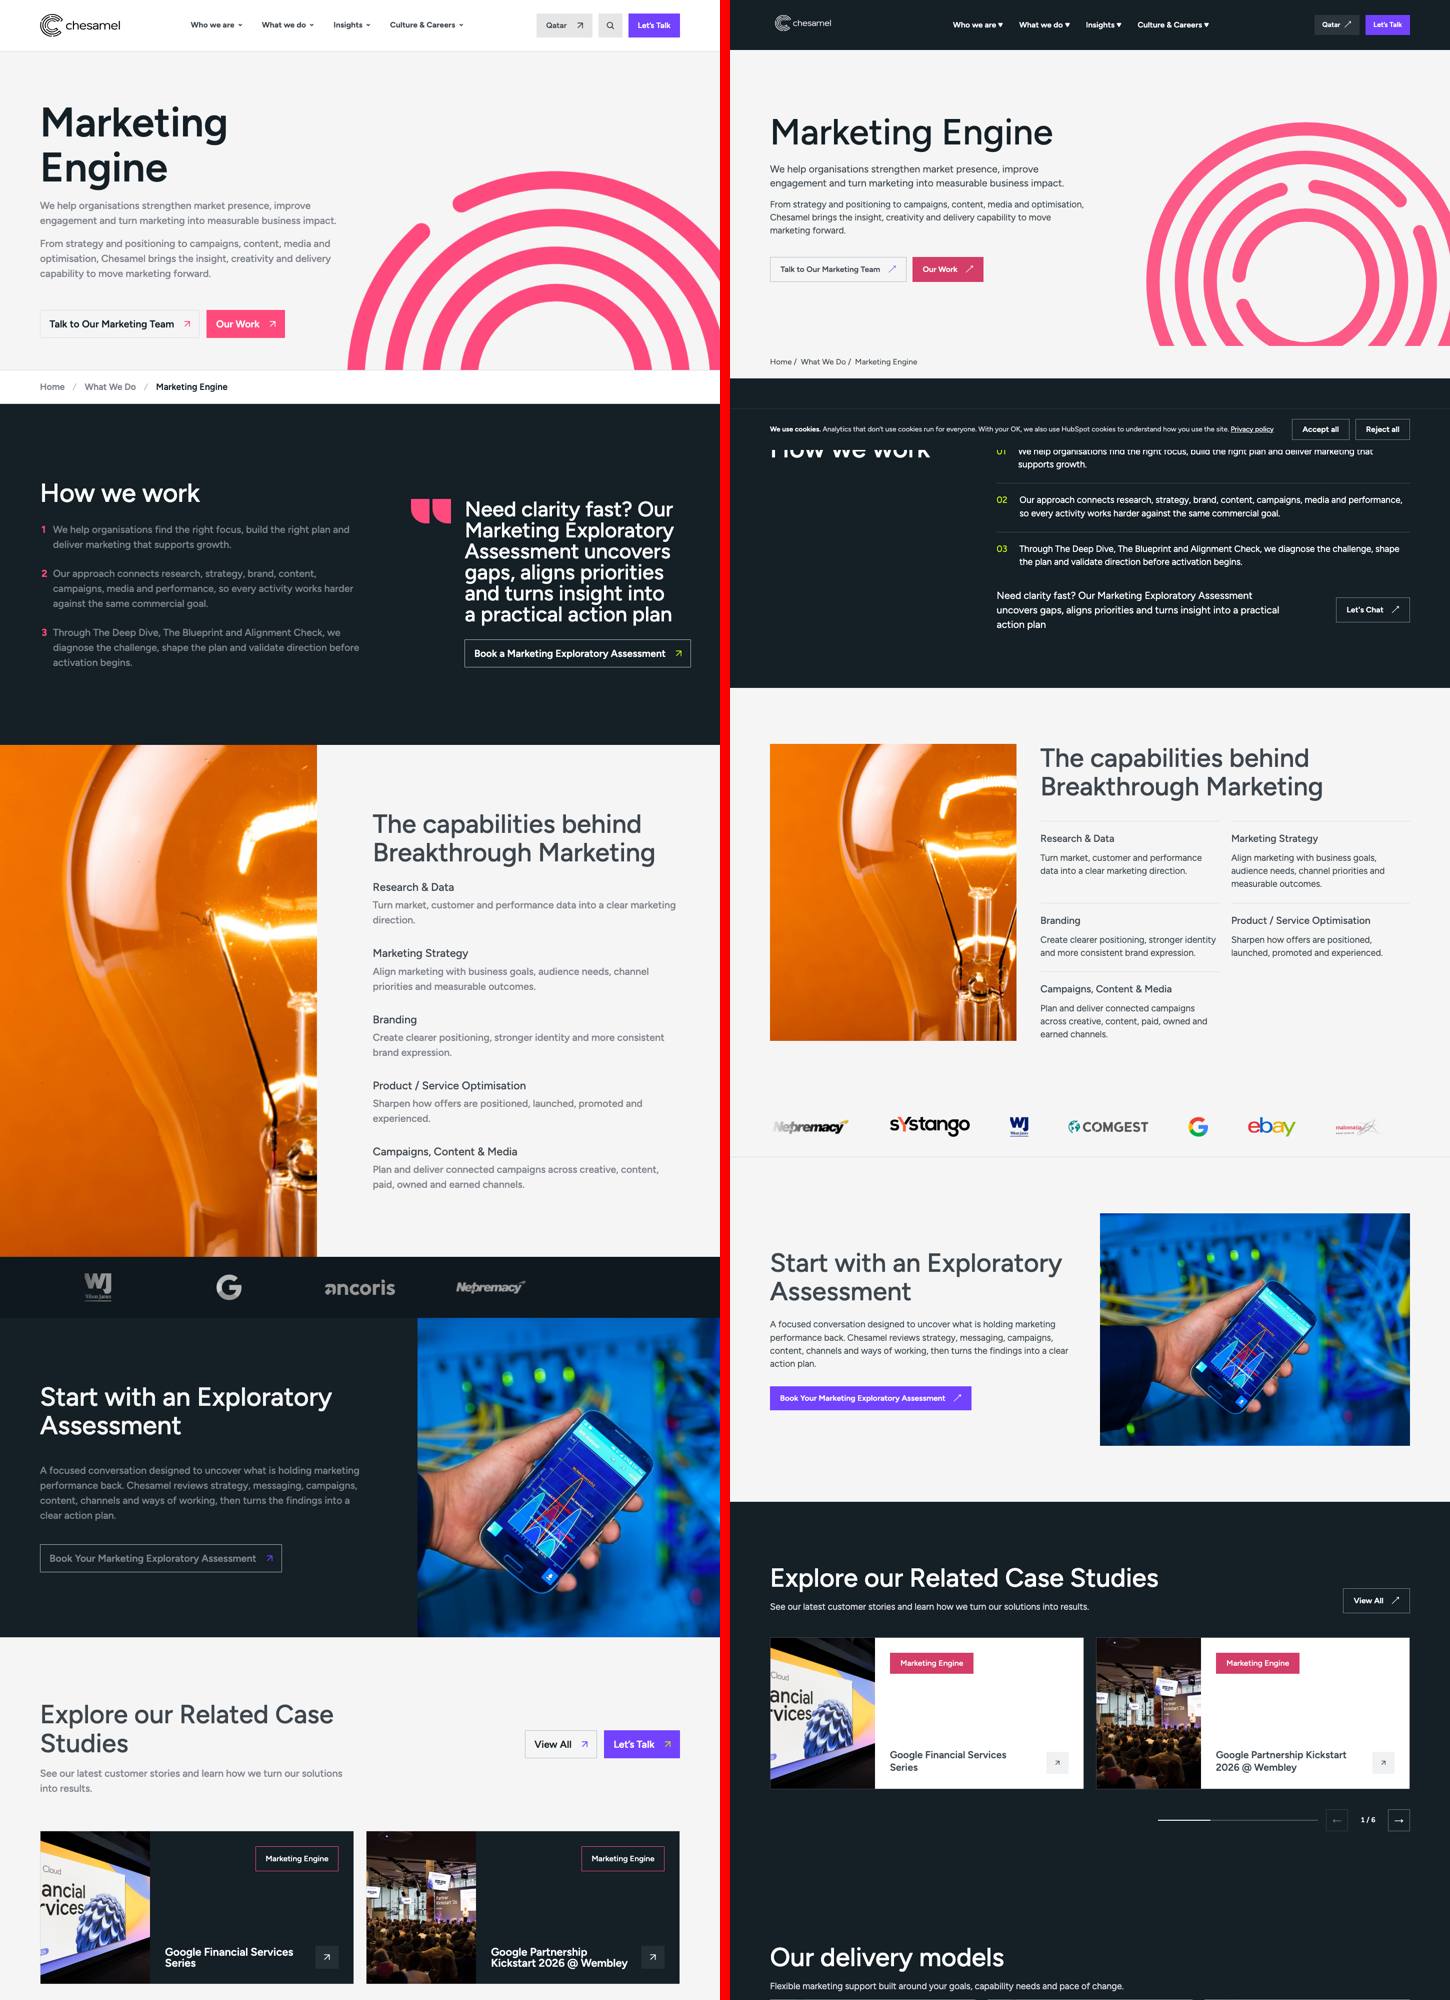 chesamel
Who we are
What we do
Insights
Culture & Careers
Qatar
Let's Talk
Marketing
Engine
We help organisations strengthen market presence, improve
engagement and turn marketing into measurable business impact.
From strategy and positioning to campaigns, content, media and
optimisation, Chesamel brings the insight, creativity and delivery
capability to move marketing forward.
Talk to Our Marketing Team
Our Work
Home / What We Do / Marketing Engine
How we work
1 We help organisations find the right focus, build the right plan and
deliver marketing that supports growth.
2 Our approach connects research, strategy, brand, content,
campaigns, media and performance, so every activity works harder
against the same commercial goal.
3 Through The Deep Dive, The Blueprint and Alignment Check, we
diagnose the challenge, shape the plan and validate direction before
activation begins.
Need clarity fast? Our
Marketing Exploratory
Assessment uncovers
gaps, aligns priorities
and turns insight into
a practical action plan
Book a Marketing Exploratory Assessment
The capabilities behind
Breakthrough Marketing
Research & Data
Turn market, customer and performance data into a clear marketing
direction.
Marketing Strategy
Align marketing with business goals, audience needs, channel
priorities and measurable outcomes.
Branding
Create clearer positioning, stronger identity and more consistent
brand expression.
Product / Service Optimisation
Sharpen how offers are positioned, launched, promoted and
experienced.
Campaigns, Content & Media
Plan and deliver connected campaigns across creative, content,
paid, owned and earned channels.
WJ
Wilson James
G
ancoris
Netpremacy
Start with an Exploratory
Assessment
A focused conversation designed to uncover what is holding marketing
performance back. Chesamel reviews strategy, messaging, campaigns,
content, channels and ways of working, then turns the findings into a
clear action plan.
Book Your Marketing Exploratory Assessment
Explore our Related Case
Studies
See our latest customer stories and learn how we turn our solutions
into results.
View All
Let's Talk
Cloud
ancial
rvices
Marketing Engine
Google Financial Services
Series
Marketing Engine
Google Partnership
Kickstart 2026 @ Wembley
chesamel
Who we are
What we do
Insights
Culture & Careers
Qatar
Let's Talk
Marketing Engine
We help organisations strengthen market presence, improve
engagement and turn marketing into measurable business impact.
From strategy and positioning to campaigns, content, media and optimisation,
Chesamel brings the insight, creativity and delivery capability to move
marketing forward.
Talk to Our Marketing Team
Our Work
Home / What We Do / Marketing Engine
We use cookies. Analytics that don't use cookies run for everyone. With your OK, we also use HubSpot cookies to understand how you use the site. Privacy policy
Accept all
Reject all
How we work
01 We help organisations find the right focus, build the right plan and deliver marketing that
supports growth.
02 Our approach connects research, strategy, brand, content, campaigns, media and performance,
so every activity works harder against the same commercial goal.
03 Through The Deep Dive, The Blueprint and Alignment Check, we diagnose the challenge, shape
the plan and validate direction before activation begins.
Need clarity fast? Our Marketing Exploratory Assessment
uncovers gaps, aligns priorities and turns insight into a practical
action plan
Let's Chat
The capabilities behind
Breakthrough Marketing
Research & Data
Turn market, customer and performance
data into a clear marketing direction.
Marketing Strategy
Align marketing with business goals,
audience needs, channel priorities and
measurable outcomes.
Branding
Create clearer positioning, stronger identity
and more consistent brand expression.
Product / Service Optimisation
Sharpen how offers are positioned,
launched, promoted and experienced.
Campaigns, Content & Media
Plan and deliver connected campaigns
across creative, content, paid, owned and
earned channels.
Netpremacy
sYstango
WJ
Wilson James
COMGEST
G
ebay
Start with an Exploratory
Assessment
A focused conversation designed to uncover what is holding marketing
performance back. Chesamel reviews strategy, messaging, campaigns,
content, channels and ways of working, then turns the findings into a clear
action plan.
Book Your Marketing Exploratory Assessment
Explore our Related Case Studies
See our latest customer stories and learn how we turn our solutions into results.
View All
Cloud
ancial
rvices
Marketing Engine
Google Financial Services
Series
Marketing Engine
Google Partnership Kickstart
2026 @ Wembley
1 / 6
Our delivery models
Flexible marketing support built around your goals, capability needs and pace of change.